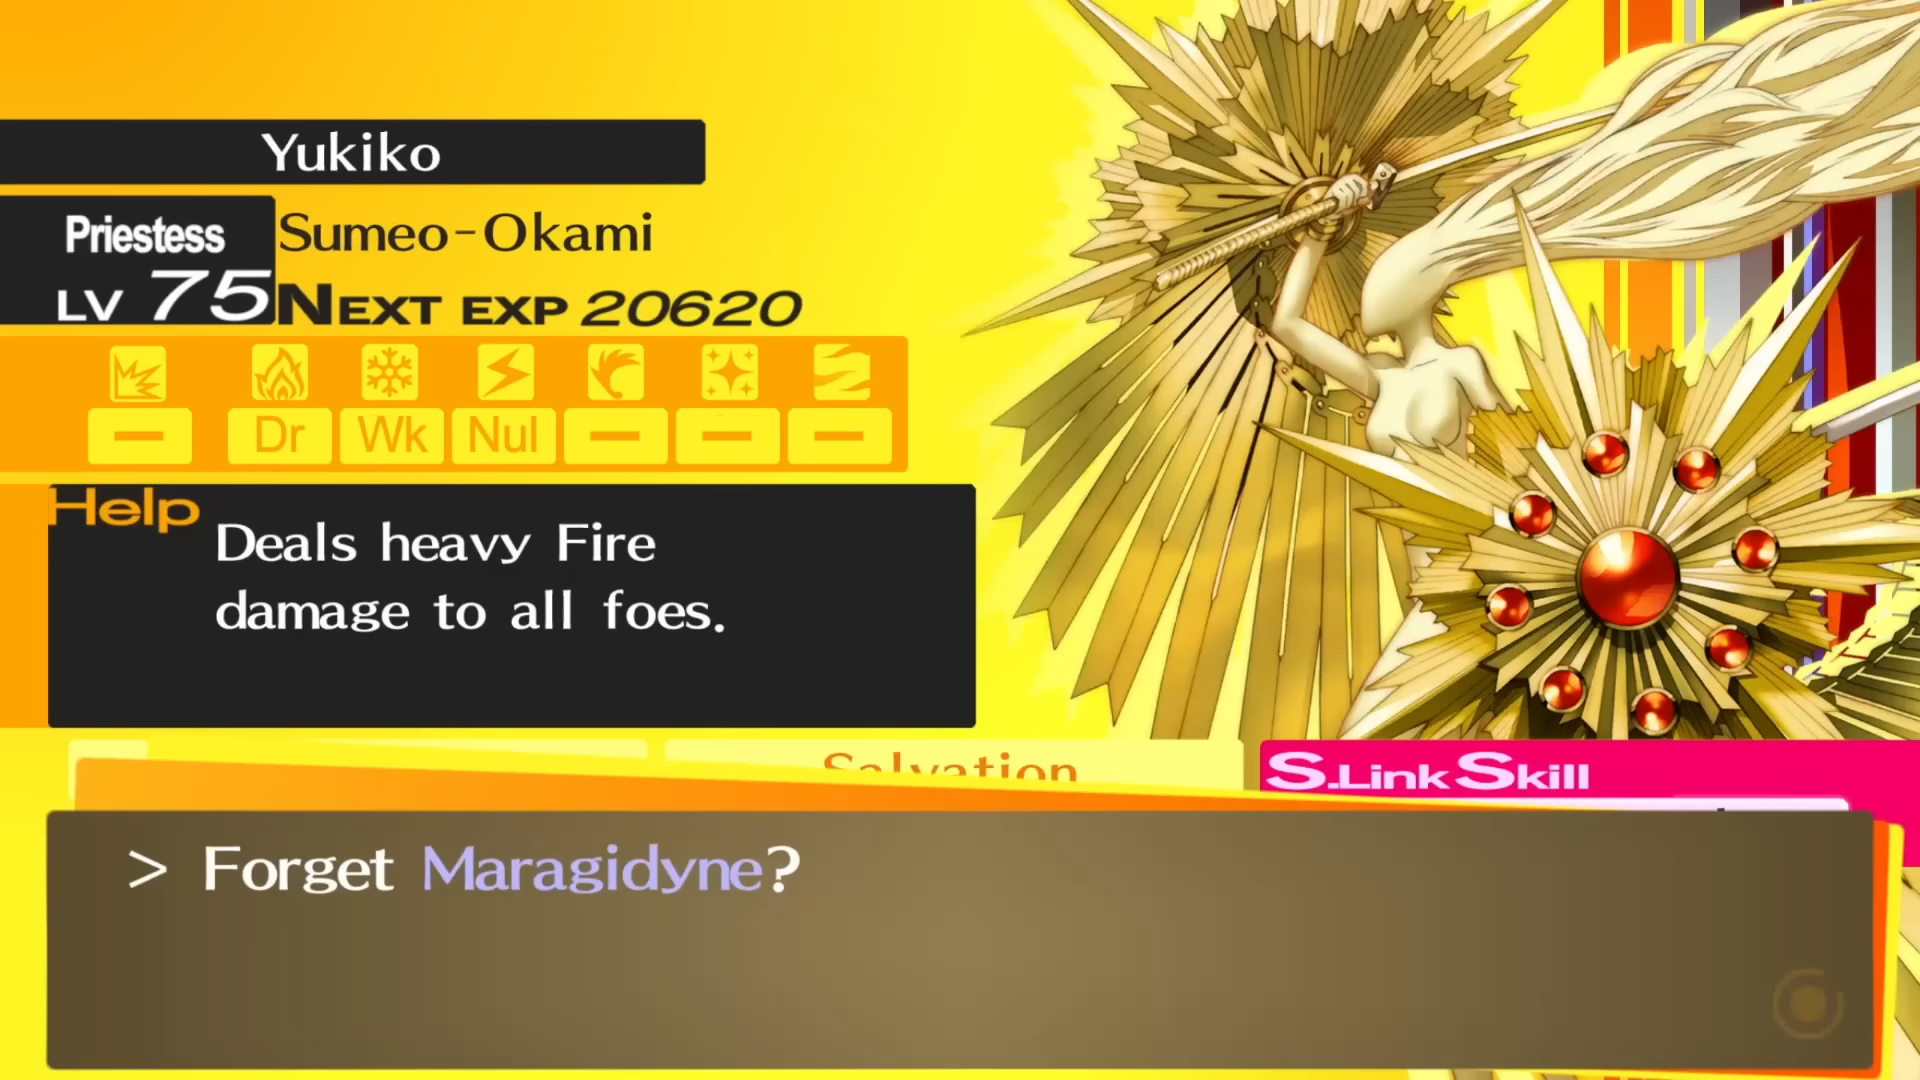 Yukiko
Priestess Sumeo-Okami
LV 75 NEXT EXP 20620
— Dr Wk Nul — — —
Help
Deals heavy Fire
damage to all foes.
Salvation
S.Link Skill
> Forget Maragidyne?